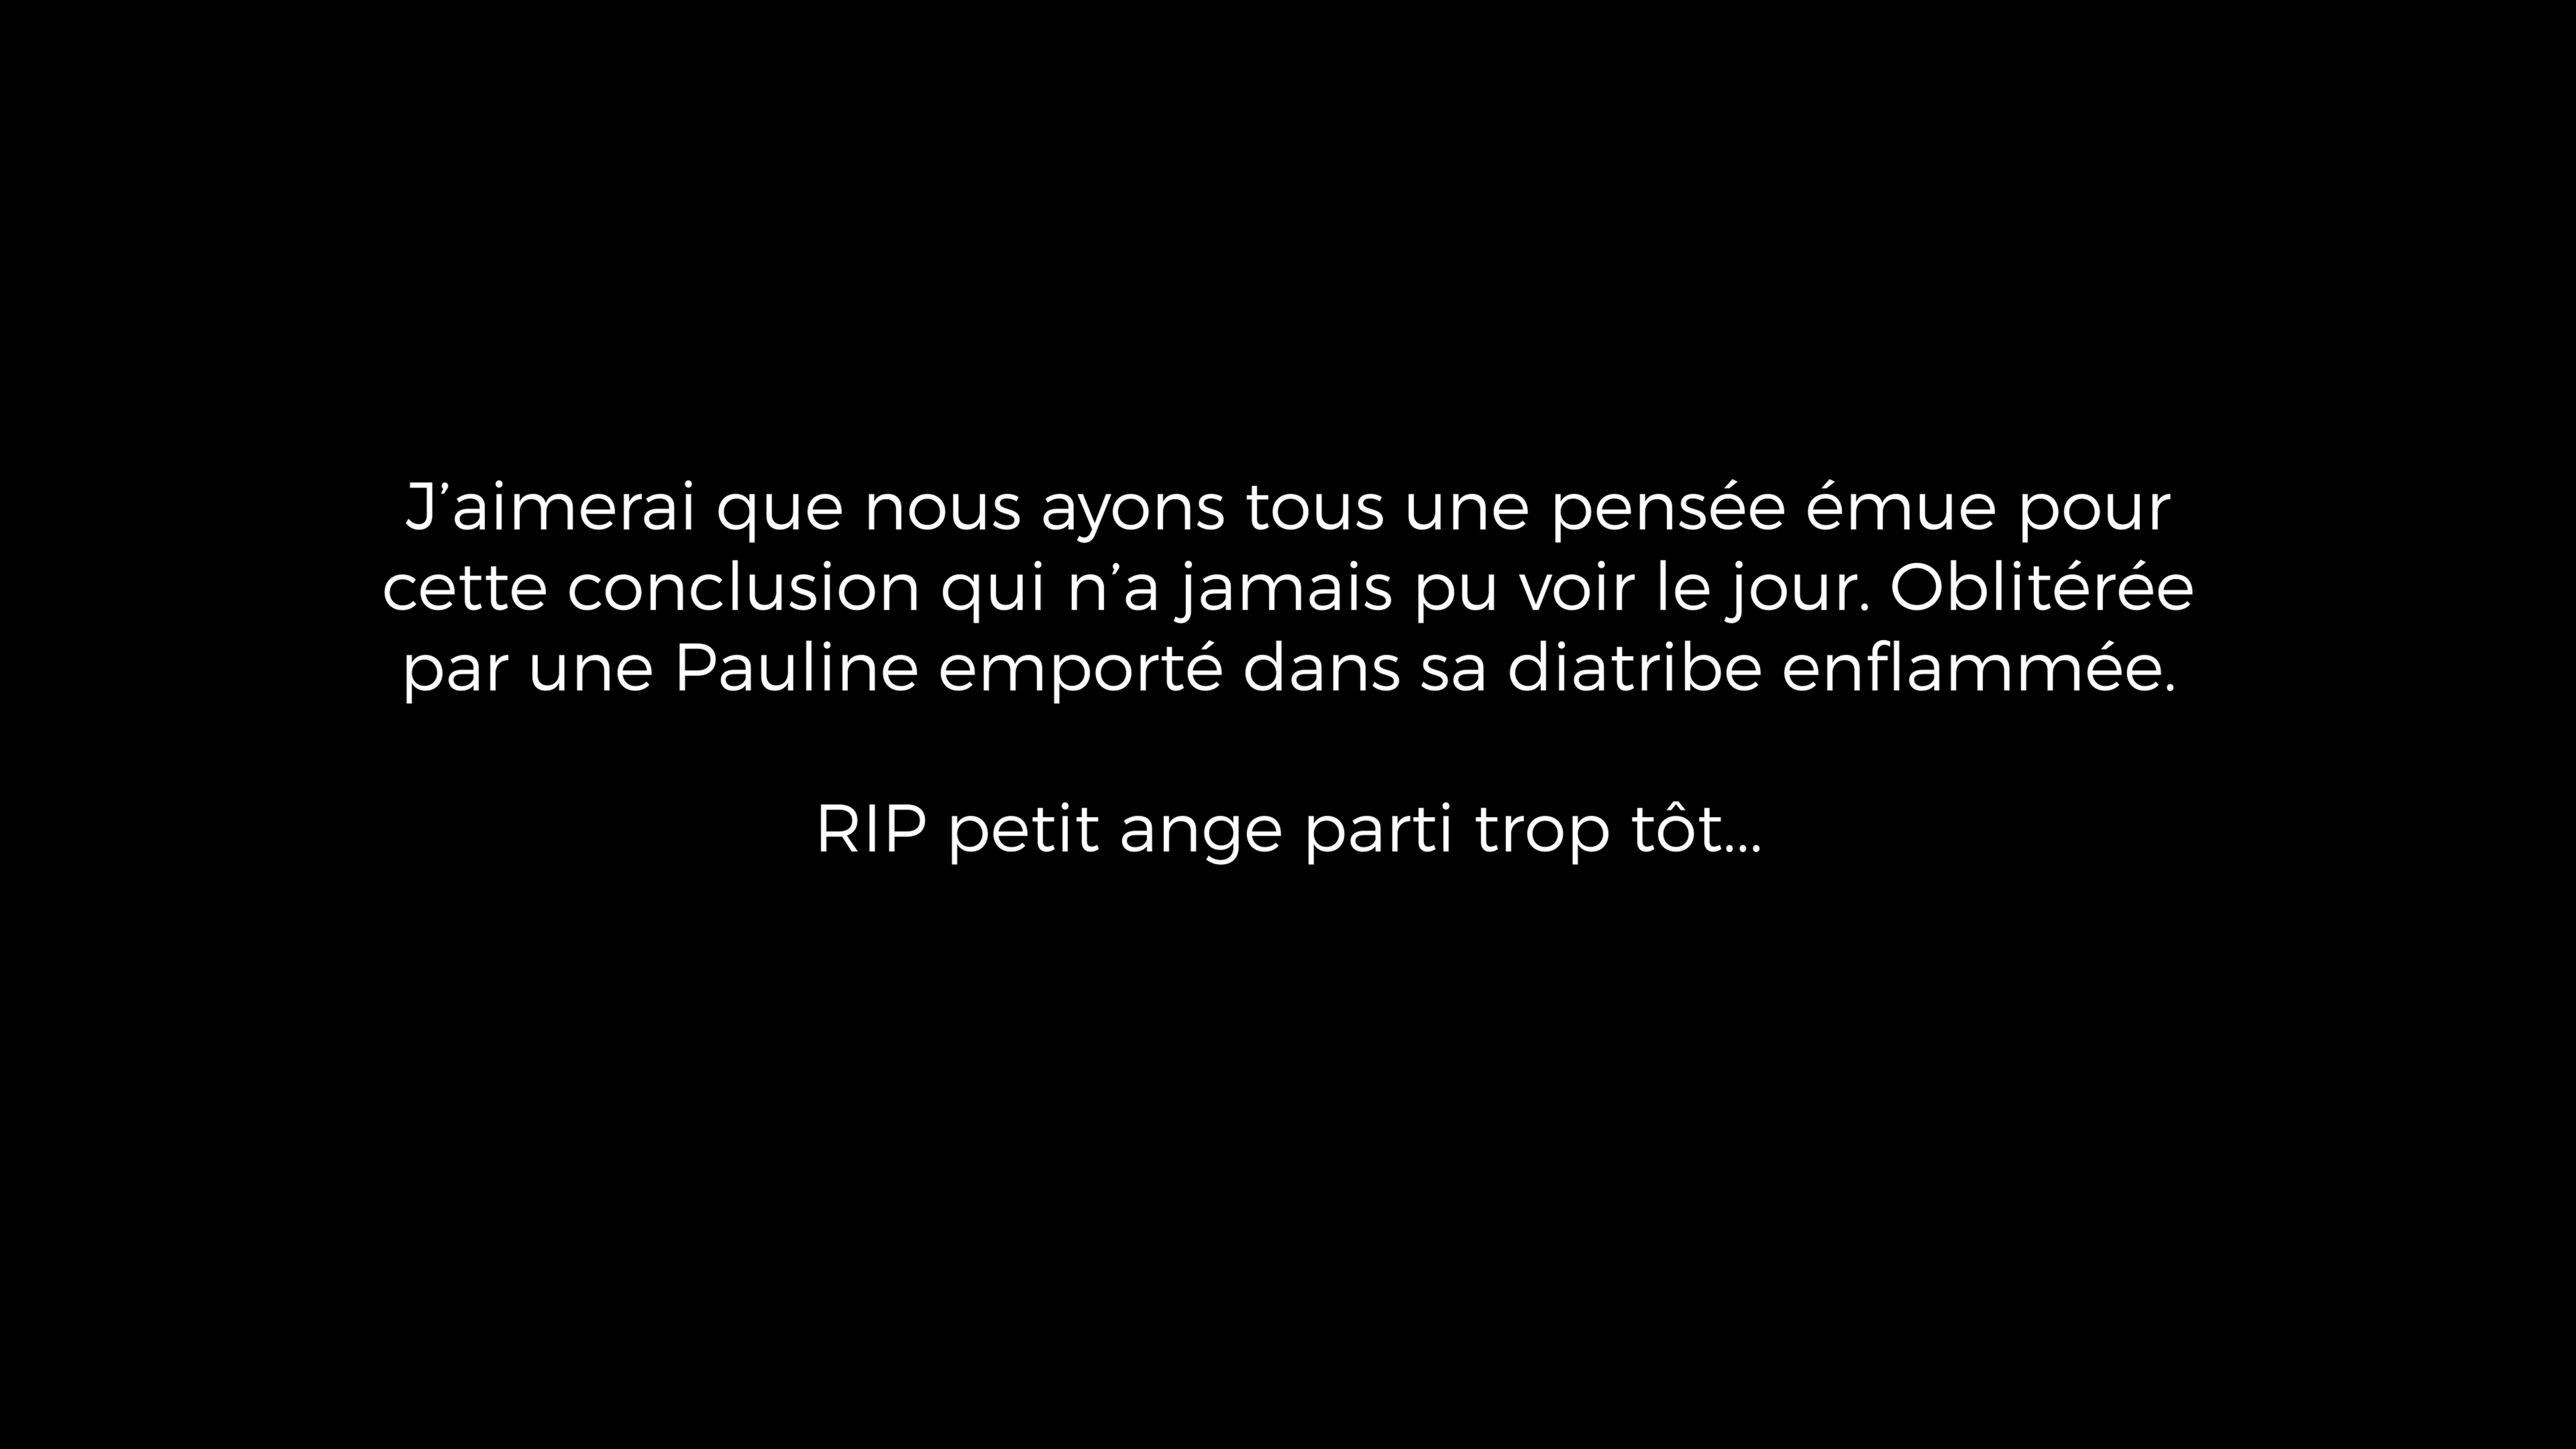 J’aimerai que nous ayons tous une pensée émue pour
cette conclusion qui n’a jamais pu voir le jour. Oblitérée
par une Pauline emporté dans sa diatribe enflammée.
RIP petit ange parti trop tôt...